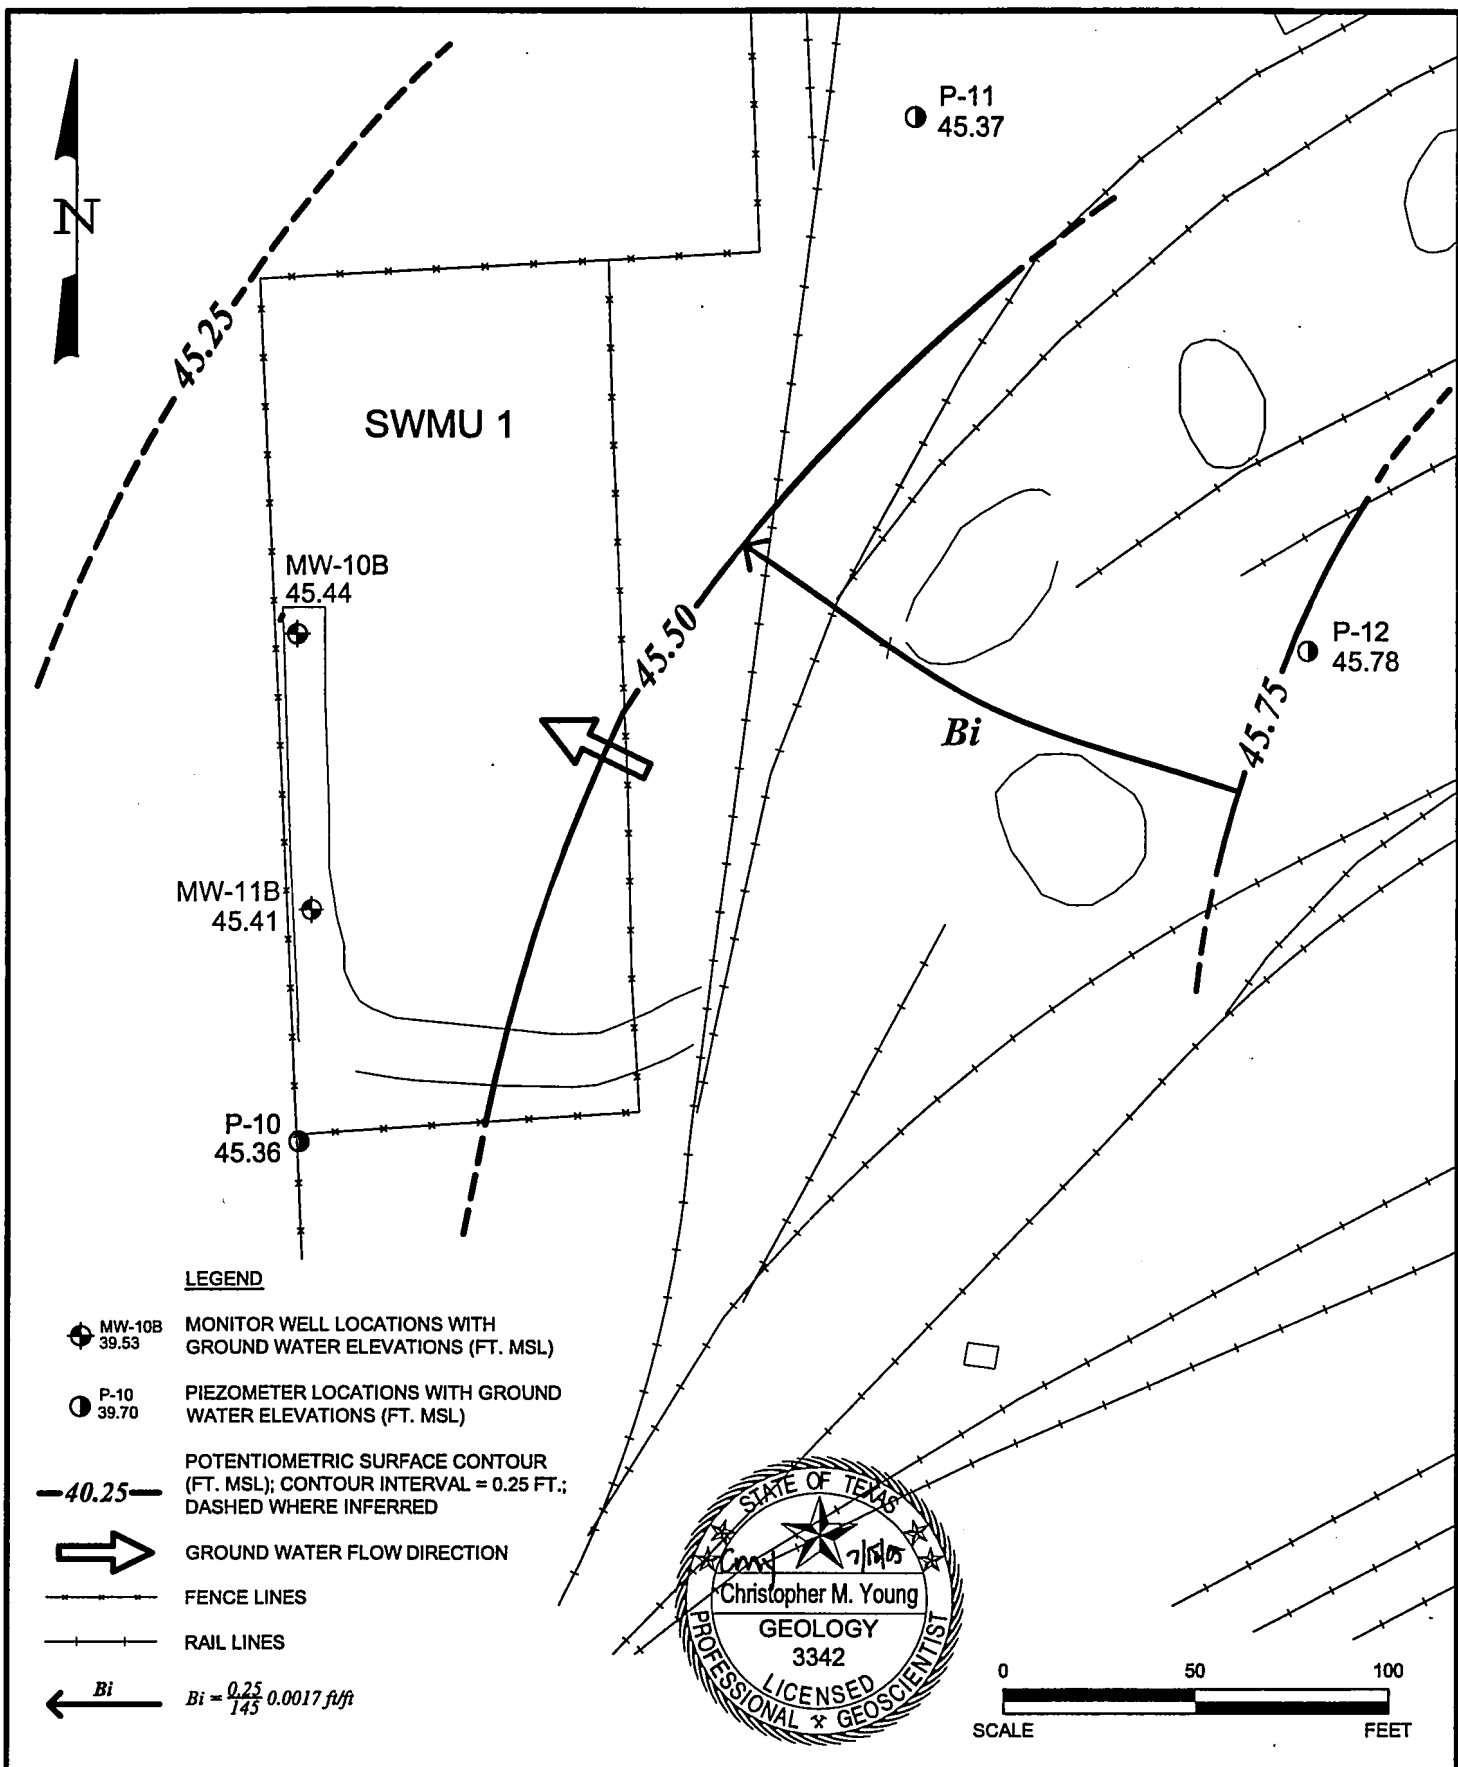 N
P-11
45.37
45.25
SWMU 1
MW-10B
45.44
45.50
P-12
45.78
Bi
45.75
MW-11B
45.41
P-10
45.36
LEGEND
MW-10B
39.53
MONITOR WELL LOCATIONS WITH
GROUND WATER ELEVATIONS (FT. MSL)
P-10
39.70
PIEZOMETER LOCATIONS WITH GROUND
WATER ELEVATIONS (FT. MSL)
40.25
POTENTIOMETRIC SURFACE CONTOUR
(FT. MSL); CONTOUR INTERVAL = 0.25 FT.;
DASHED WHERE INFERRED
GROUND WATER FLOW DIRECTION
FENCE LINES
RAIL LINES
Bi
Bi = 0.25/145 0.0017 ft/ft
STATE OF TEXAS
Christopher M. Young
GEOLOGY
3342
LICENSED
PROFESSIONAL GEOSCIENTIST
0 50 100
SCALE FEET